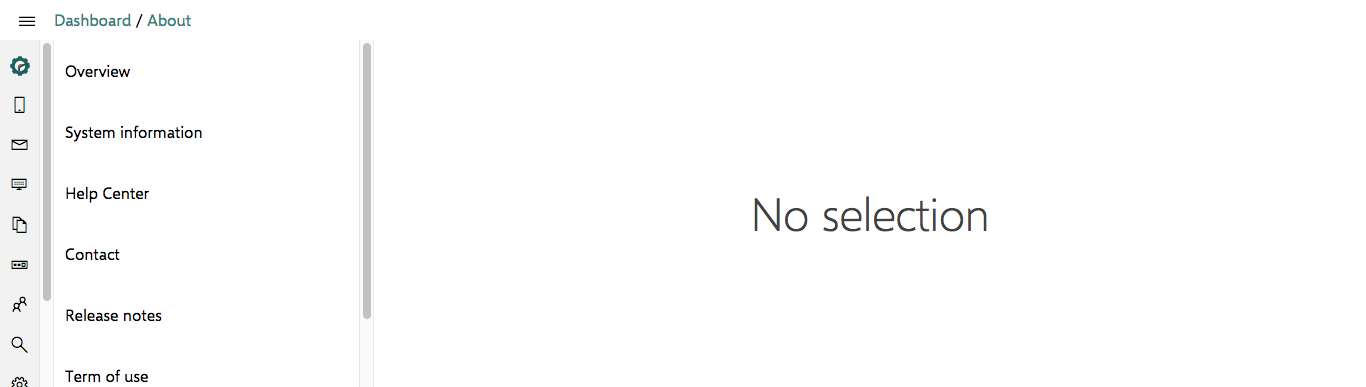 Dashboard / About
Overview
System information
Help Center
Contact
Release notes
Term of use
No selection